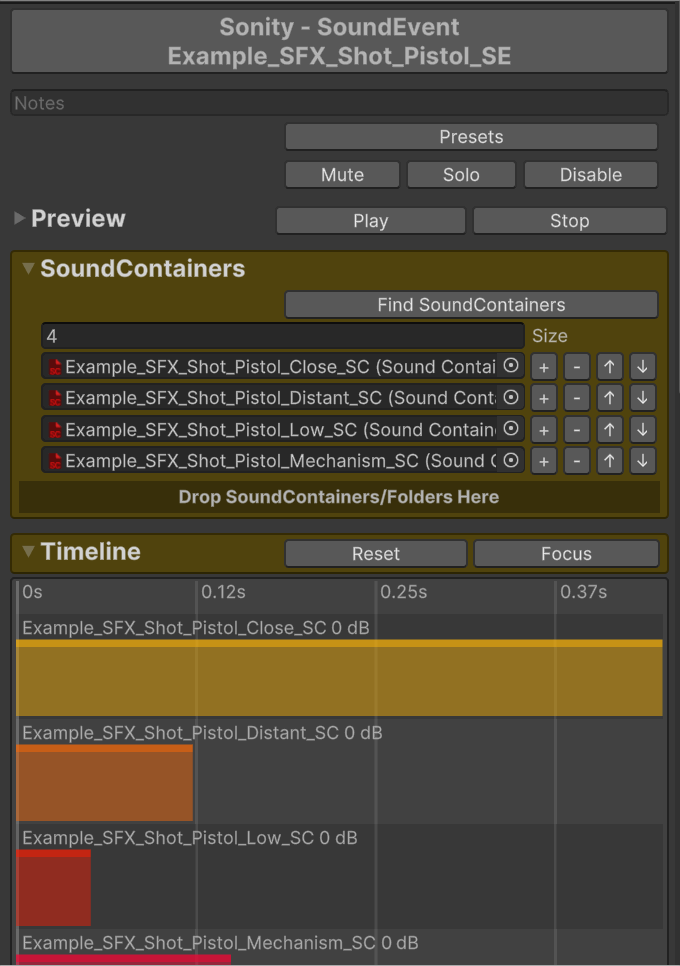 Sonity - SoundEvent
Example_SFX_Shot_Pistol_SE
Notes
Presets
Mute Solo Disable
Preview Play Stop
SoundContainers
Find SoundContainers
4 Size
Example_SFX_Shot_Pistol_Close_SC (Sound Contai + - ↑ ↓
Example_SFX_Shot_Pistol_Distant_SC (Sound Cont + - ↑ ↓
Example_SFX_Shot_Pistol_Low_SC (Sound Contain + - ↑ ↓
Example_SFX_Shot_Pistol_Mechanism_SC (Sound C + - ↑ ↓
Drop SoundContainers/Folders Here
Timeline Reset Focus
0s 0.12s 0.25s 0.37s
Example_SFX_Shot_Pistol_Close_SC 0 dB
Example_SFX_Shot_Pistol_Distant_SC 0 dB
Example_SFX_Shot_Pistol_Low_SC 0 dB
Example_SFX_Shot_Pistol_Mechanism_SC 0 dB